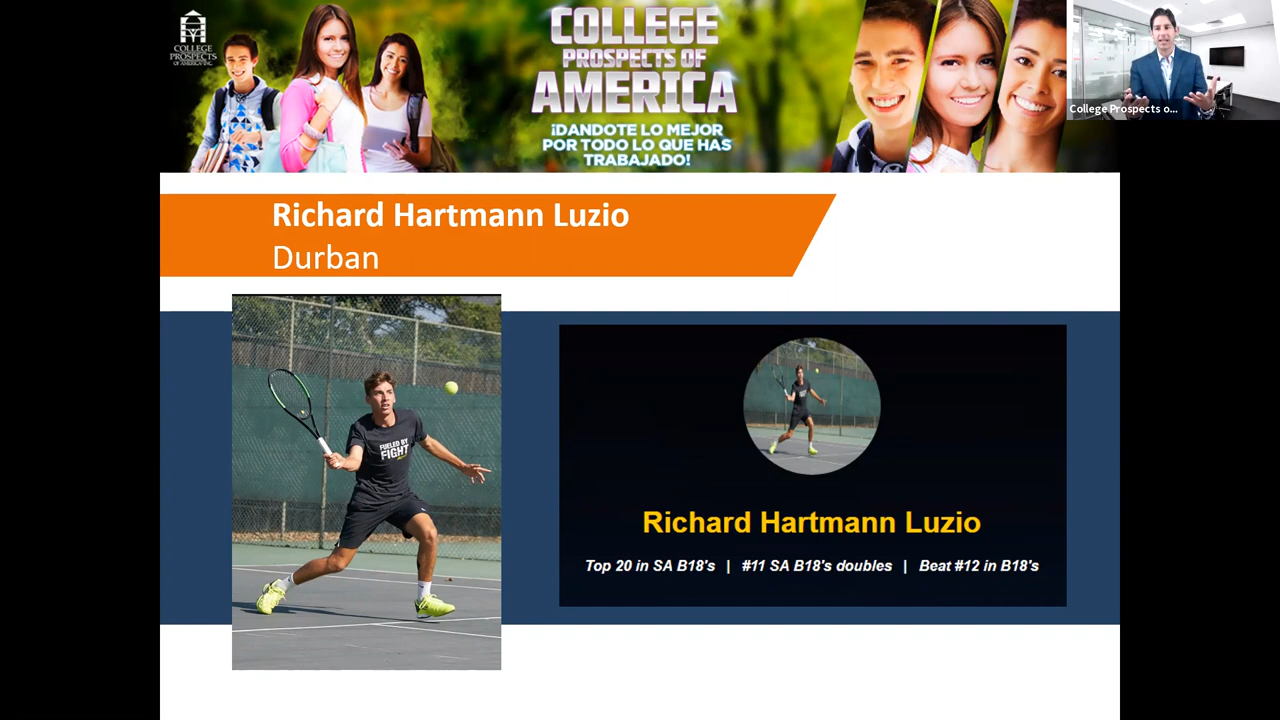 COLLEGE
PROSPECTS
OF AMERICA INC.
COLLEGE
PROSPECTS OF
AMERICA
¡DANDOTE LO MEJOR
POR TODO LO QUE HAS
TRABAJADO!
College Prospects o...
Richard Hartmann Luzio
Durban
FUELED BY
FIGHT
Richard Hartmann Luzio
Top 20 in SA B18's | #11 SA B18's doubles | Beat #12 in B18's